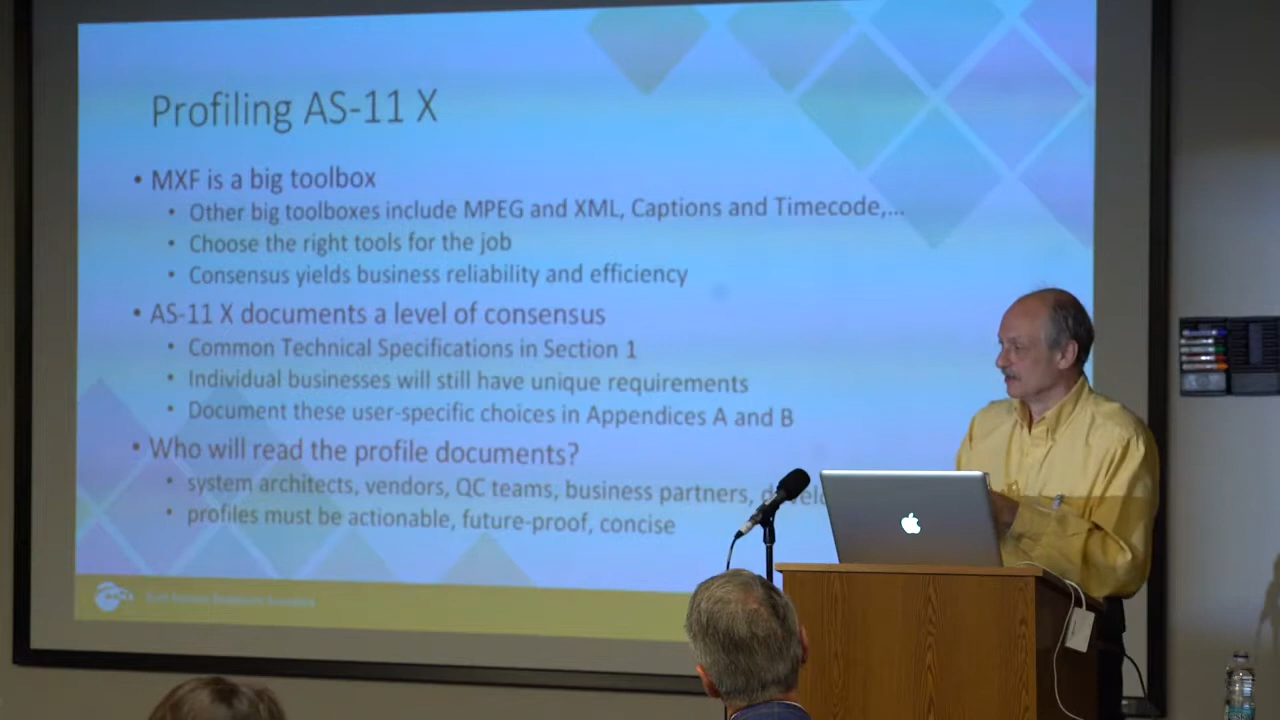 Profiling AS-11 X
• MXF is a big toolbox
• Other big toolboxes include MPEG and XML, Captions and Timecode,...
• Choose the right tools for the job
• Consensus yields business reliability and efficiency
• AS-11 X documents a level of consensus
• Common Technical Specifications in Section 1
• Individual businesses will still have unique requirements
• Document these user-specific choices in Appendices A and B
• Who will read the profile documents?
• system architects, vendors, QC teams, business partners,
• profiles must be actionable, future-proof, concise